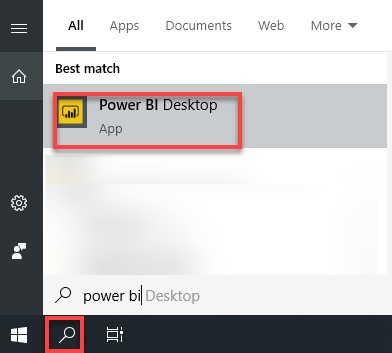 All Apps Documents Web More
Best match
Power BI Desktop
App
power bi Desktop